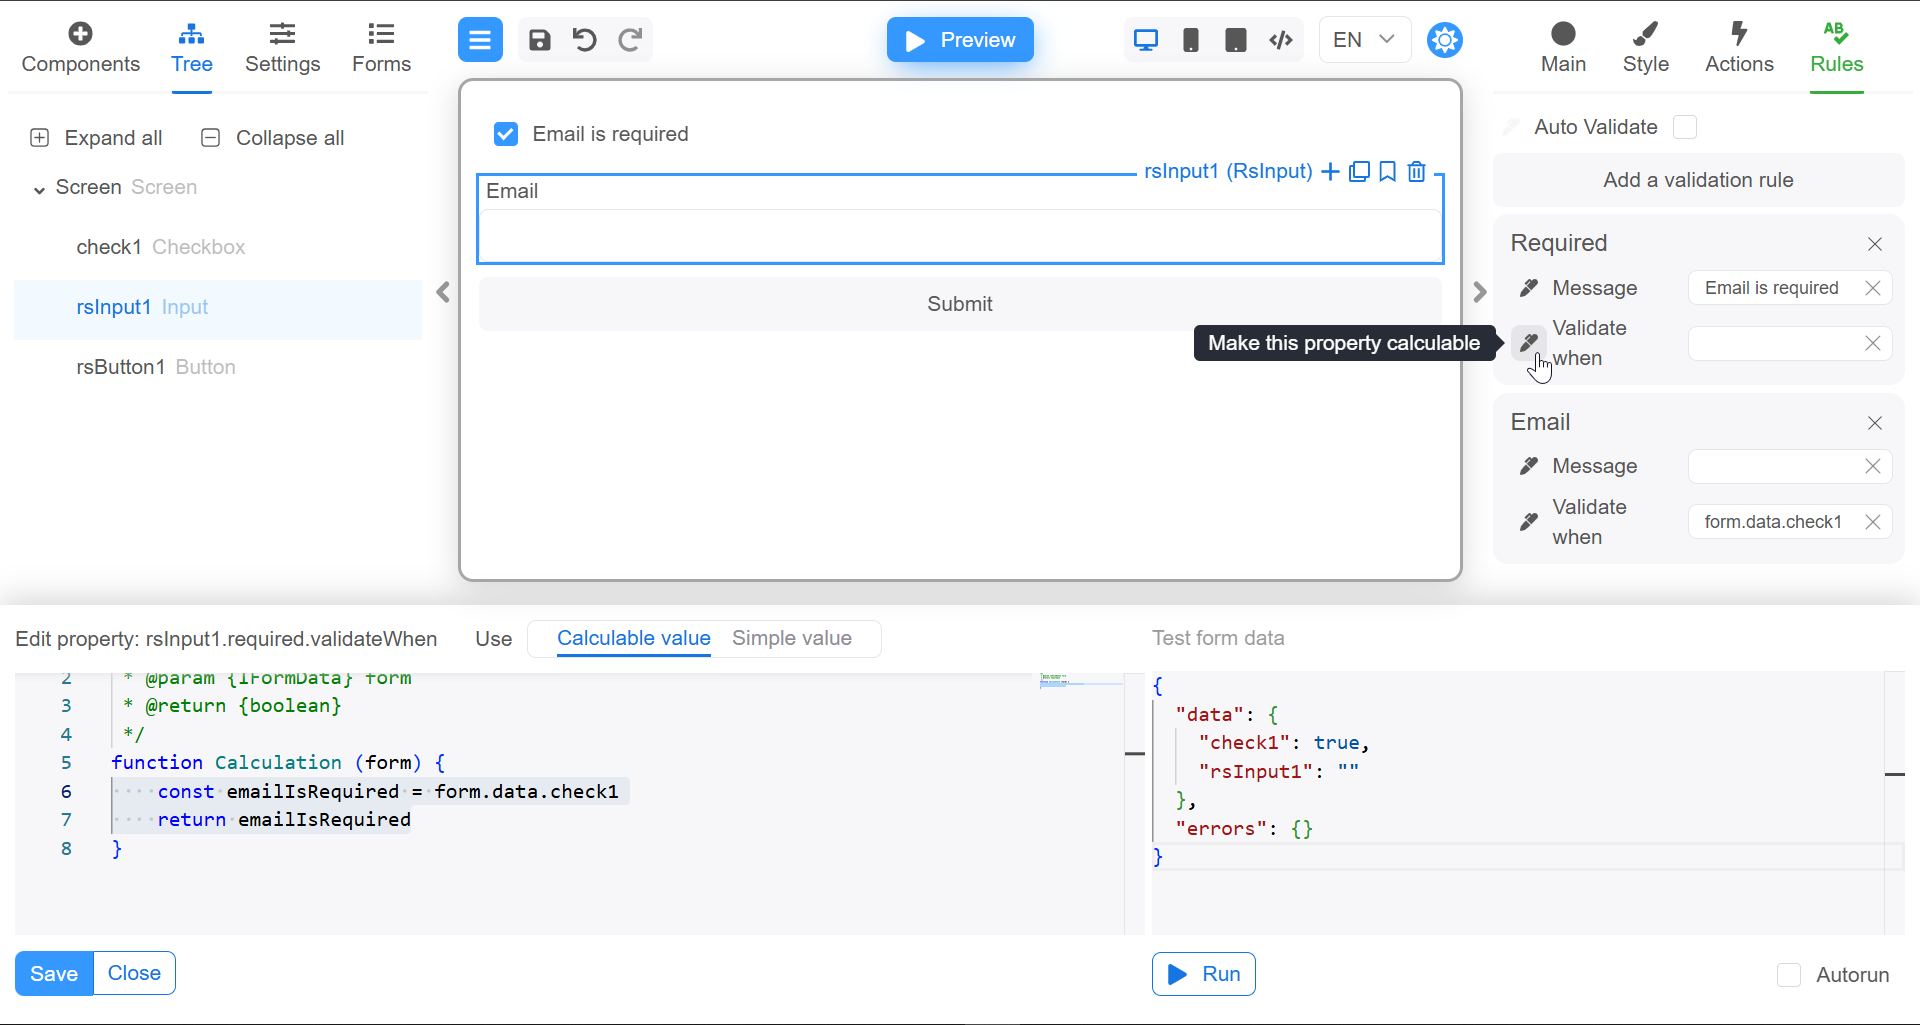 Components Tree Settings Forms
Preview
EN
Main Style Actions Rules
Expand all Collapse all
Screen Screen
check1 Checkbox
rsInput1 Input
rsButton1 Button
Email is required
rsInput1 (RsInput)
Email
Submit
Make this property calculable
Auto Validate
Add a validation rule
Required
Message Email is required
Validate when
Email
Message
Validate when form.data.check1
Edit property: rsInput1.required.validateWhen Use Calculable value Simple value
2 * @param {IFormData} form
3 * @return {boolean}
4 */
5 function Calculation (form) {
6 ····const·emailIsRequired·=·form.data.check1
7 ····return·emailIsRequired
8 }
Save Close
Test form data
{
"data": {
"check1": true,
"rsInput1": ""
},
"errors": {}
}
Run
Autorun